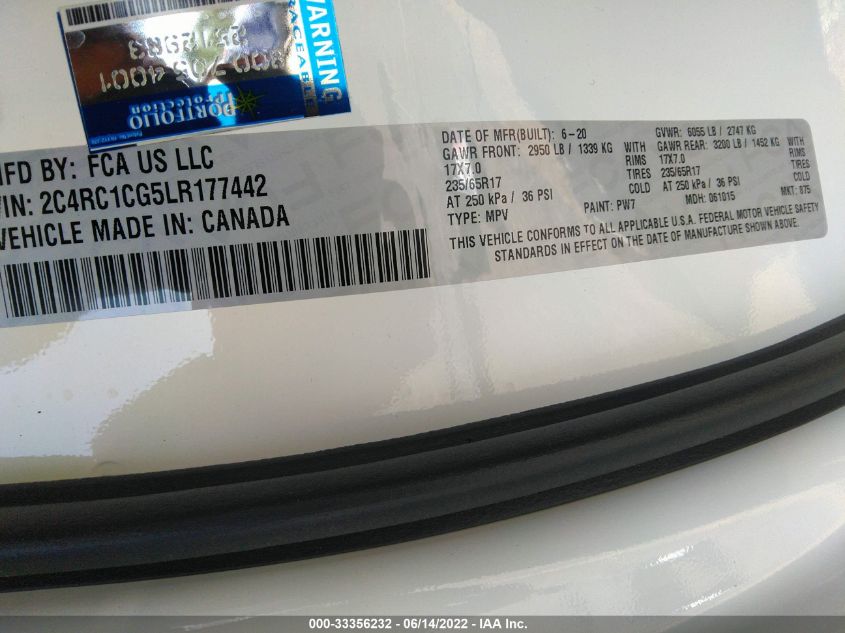 WARNING
TRACEABLE
PORTFOLIO
Protection
MFD BY: FCA US LLC
VIN: 2C4RC1CG5LR177442
VEHICLE MADE IN: CANADA
DATE OF MFR(BUILT): 6-20 GVWR: 6055 LB / 2747 KG
GAWR FRONT: 2950 LB / 1339 KG WITH GAWR REAR: 3200 LB / 1452 KG WITH
17X7.0 RIMS 17X7.0 RIMS
235/65R17 TIRES 235/65R17 TIRES
AT 250 kPa / 36 PSI COLD AT 250 kPa / 36 PSI COLD
TYPE: MPV PAINT: PW7 MDH: 061015 MKT: 875
THIS VEHICLE CONFORMS TO ALL APPLICABLE U.S.A. FEDERAL MOTOR VEHICLE SAFETY
STANDARDS IN EFFECT ON THE DATE OF MANUFACTURE SHOWN ABOVE.
000-33356232 - 06/14/2022 - IAA Inc.